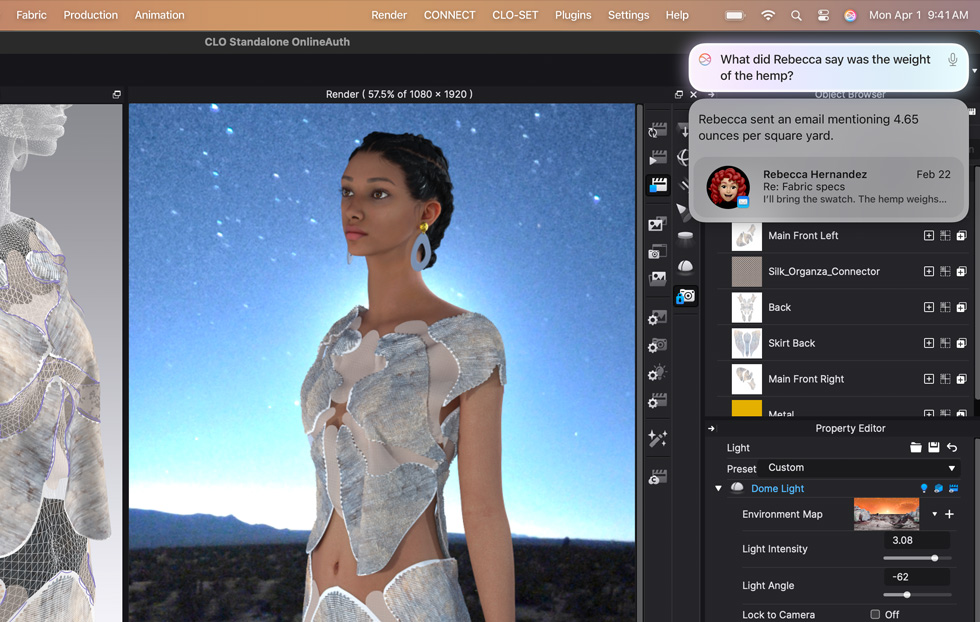 Fabric Production Animation Render CONNECT CLO-SET Plugins Settings Help Mon Apr 1 9:41 AM
CLO Standalone OnlineAuth
What did Rebecca say was the weight
of the hemp?
Render ( 57.5% of 1080 × 1920 )
Object Browser
Rebecca sent an email mentioning 4.65
ounces per square yard.
Rebecca Hernandez Feb 22
Re: Fabric specs
I'll bring the swatch. The hemp weighs...
Main Front Left
Silk_Organza_Connector
Back
Skirt Back
Main Front Right
Metal
Property Editor
Light
Preset Custom
Dome Light
Environment Map
3.08
Light Intensity
-62
Light Angle
Lock to Camera Off